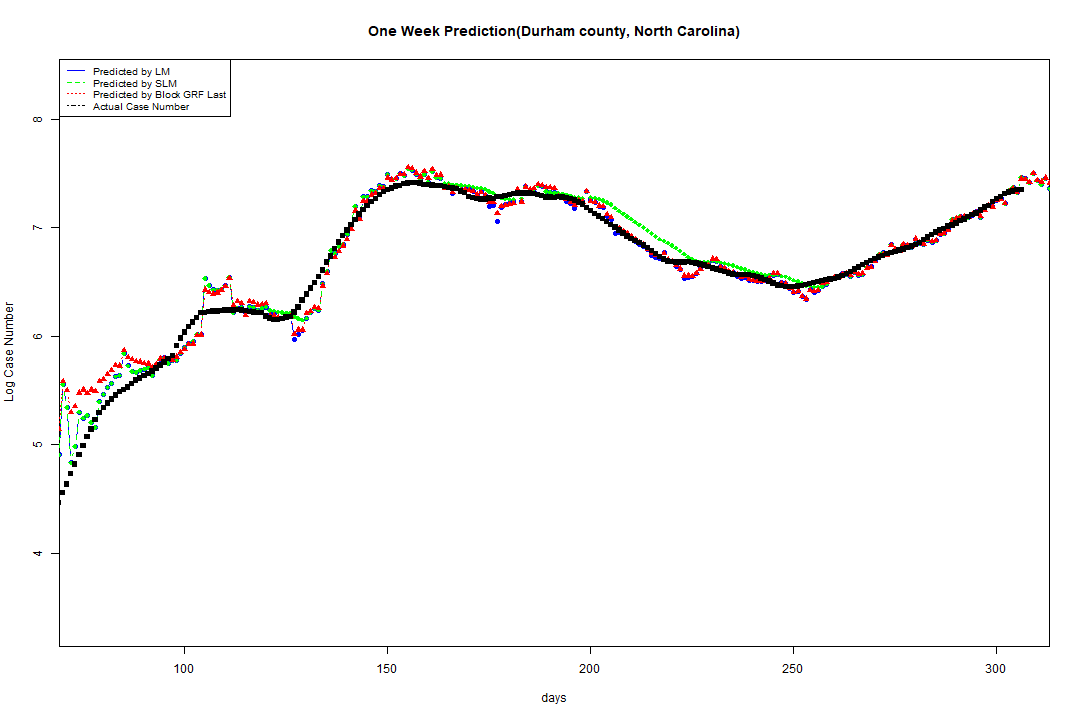 One Week Prediction(Durham county, North Carolina)
Predicted by LM
Predicted by SLM
Predicted by Block GRF Last
Actual Case Number
8
7
6
5
4
Log Case Number
100 150 200 250 300
days